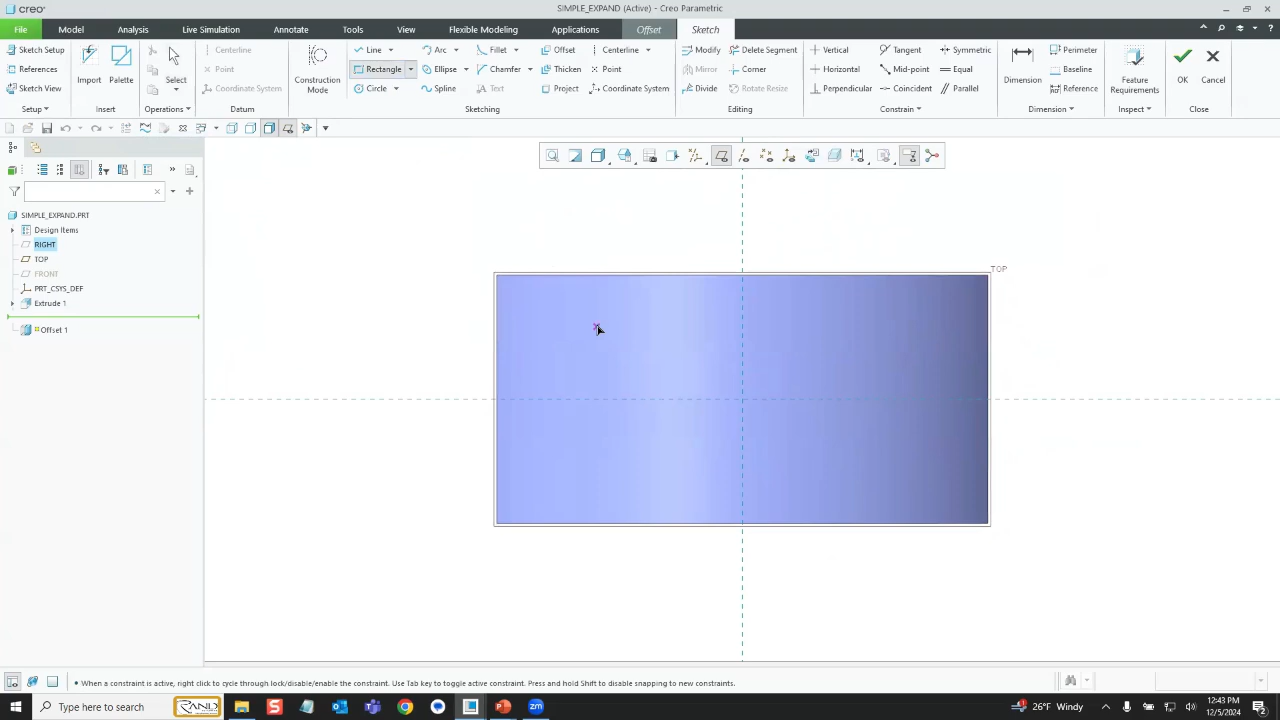 creo
SIMPLE_EXPAND (Active) - Creo Parametric
File Model Analysis Live Simulation Annotate Tools View Flexible Modeling Applications Offset Sketch
Sketch Setup Import Palette Select Centerline Construction Mode Line Arc Fillet Offset Centerline Modify Delete Segment Vertical Tangent Symmetric Dimension Perimeter Feature Requirements OK Cancel
References Point Rectangle Ellipse Chamfer Thicken Point Mirror Corner Horizontal Mid-point Equal Baseline
Sketch View Coordinate System Circle Spline Text Project Coordinate System Divide Rotate Resize Perpendicular Coincident Parallel Reference
Setup Insert Operations Datum Sketching Editing Constrain Dimension Inspect Close
SIMPLE_EXPAND.PRT
Design Items
RIGHT
TOP
FRONT
PRT_CSYS_DEF
Extrude 1
Offset 1
TOP
• When a constraint is active, right click to cycle through lock/disable/enable the constraint. Use Tab key to toggle active constraint. Press and hold Shift to disable snapping to new constraints.
Type here to search
RAND
zm
26°F Windy
12:43 PM
12/5/2024
2